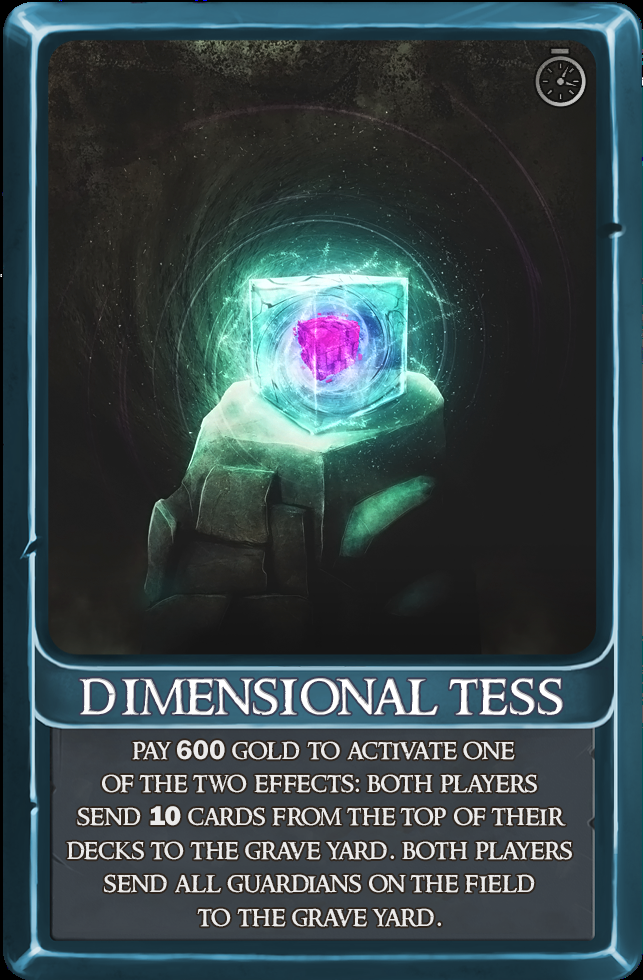 DIMENSIONAL TESS
PAY 600 GOLD TO ACTIVATE ONE
OF THE TWO EFFECTS: BOTH PLAYERS
SEND 10 CARDS FROM THE TOP OF THEIR
DECKS TO THE GRAVE YARD. BOTH PLAYERS
SEND ALL GUARDIANS ON THE FIELD
TO THE GRAVE YARD.